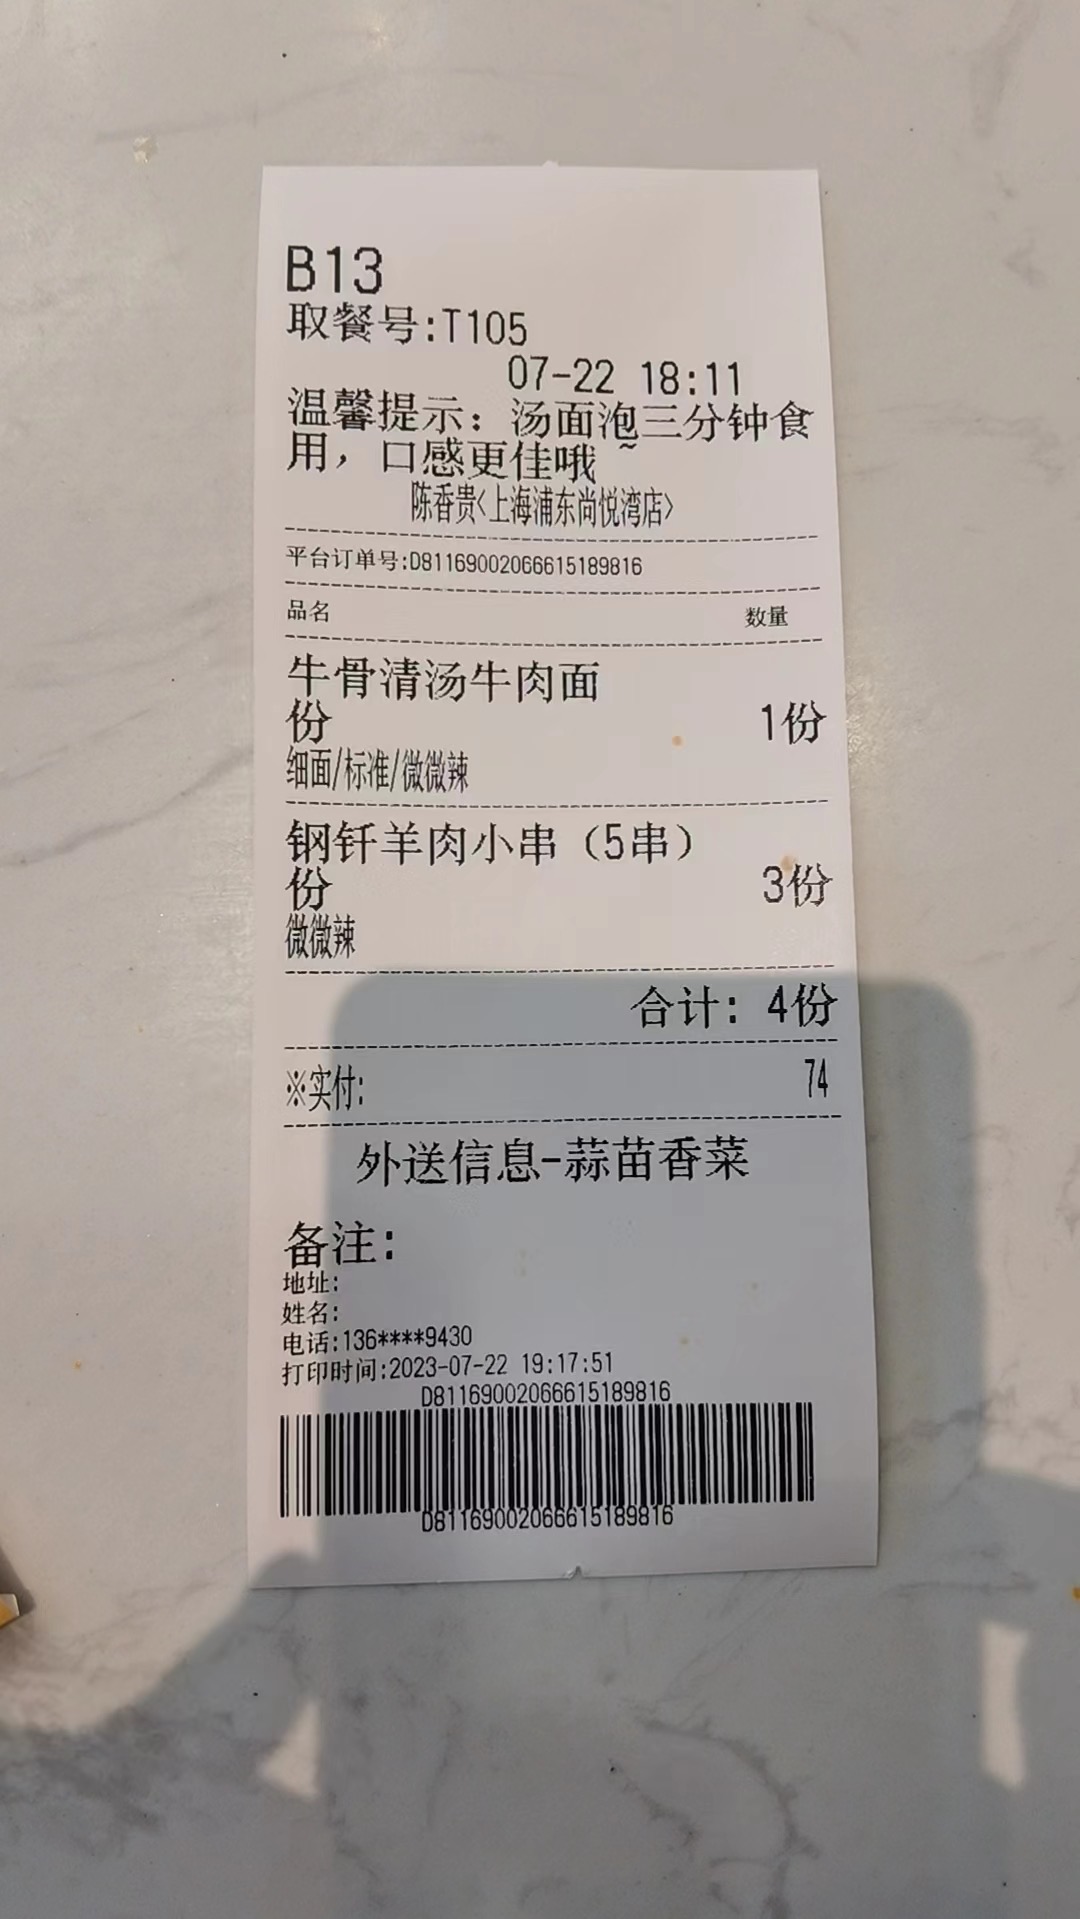 B13
取餐号:T105
07-22 18:11
温馨提示：汤面泡三分钟食
用，口感更佳哦~
陈香贵<上海浦东尚悦湾店>
平台订单号:D81169002066615189816
品名 数量
牛骨清汤牛肉面
份 1份
细面/标准/微微辣
钢钎羊肉小串（5串）
份 3份
微微辣
合计: 4份
※实付: 74
外送信息-蒜苗香菜
备注:
地址:
姓名:
电话:136****9430
打印时间:2023-07-22 19:17:51
D81169002066615189816
D81169002066615189816